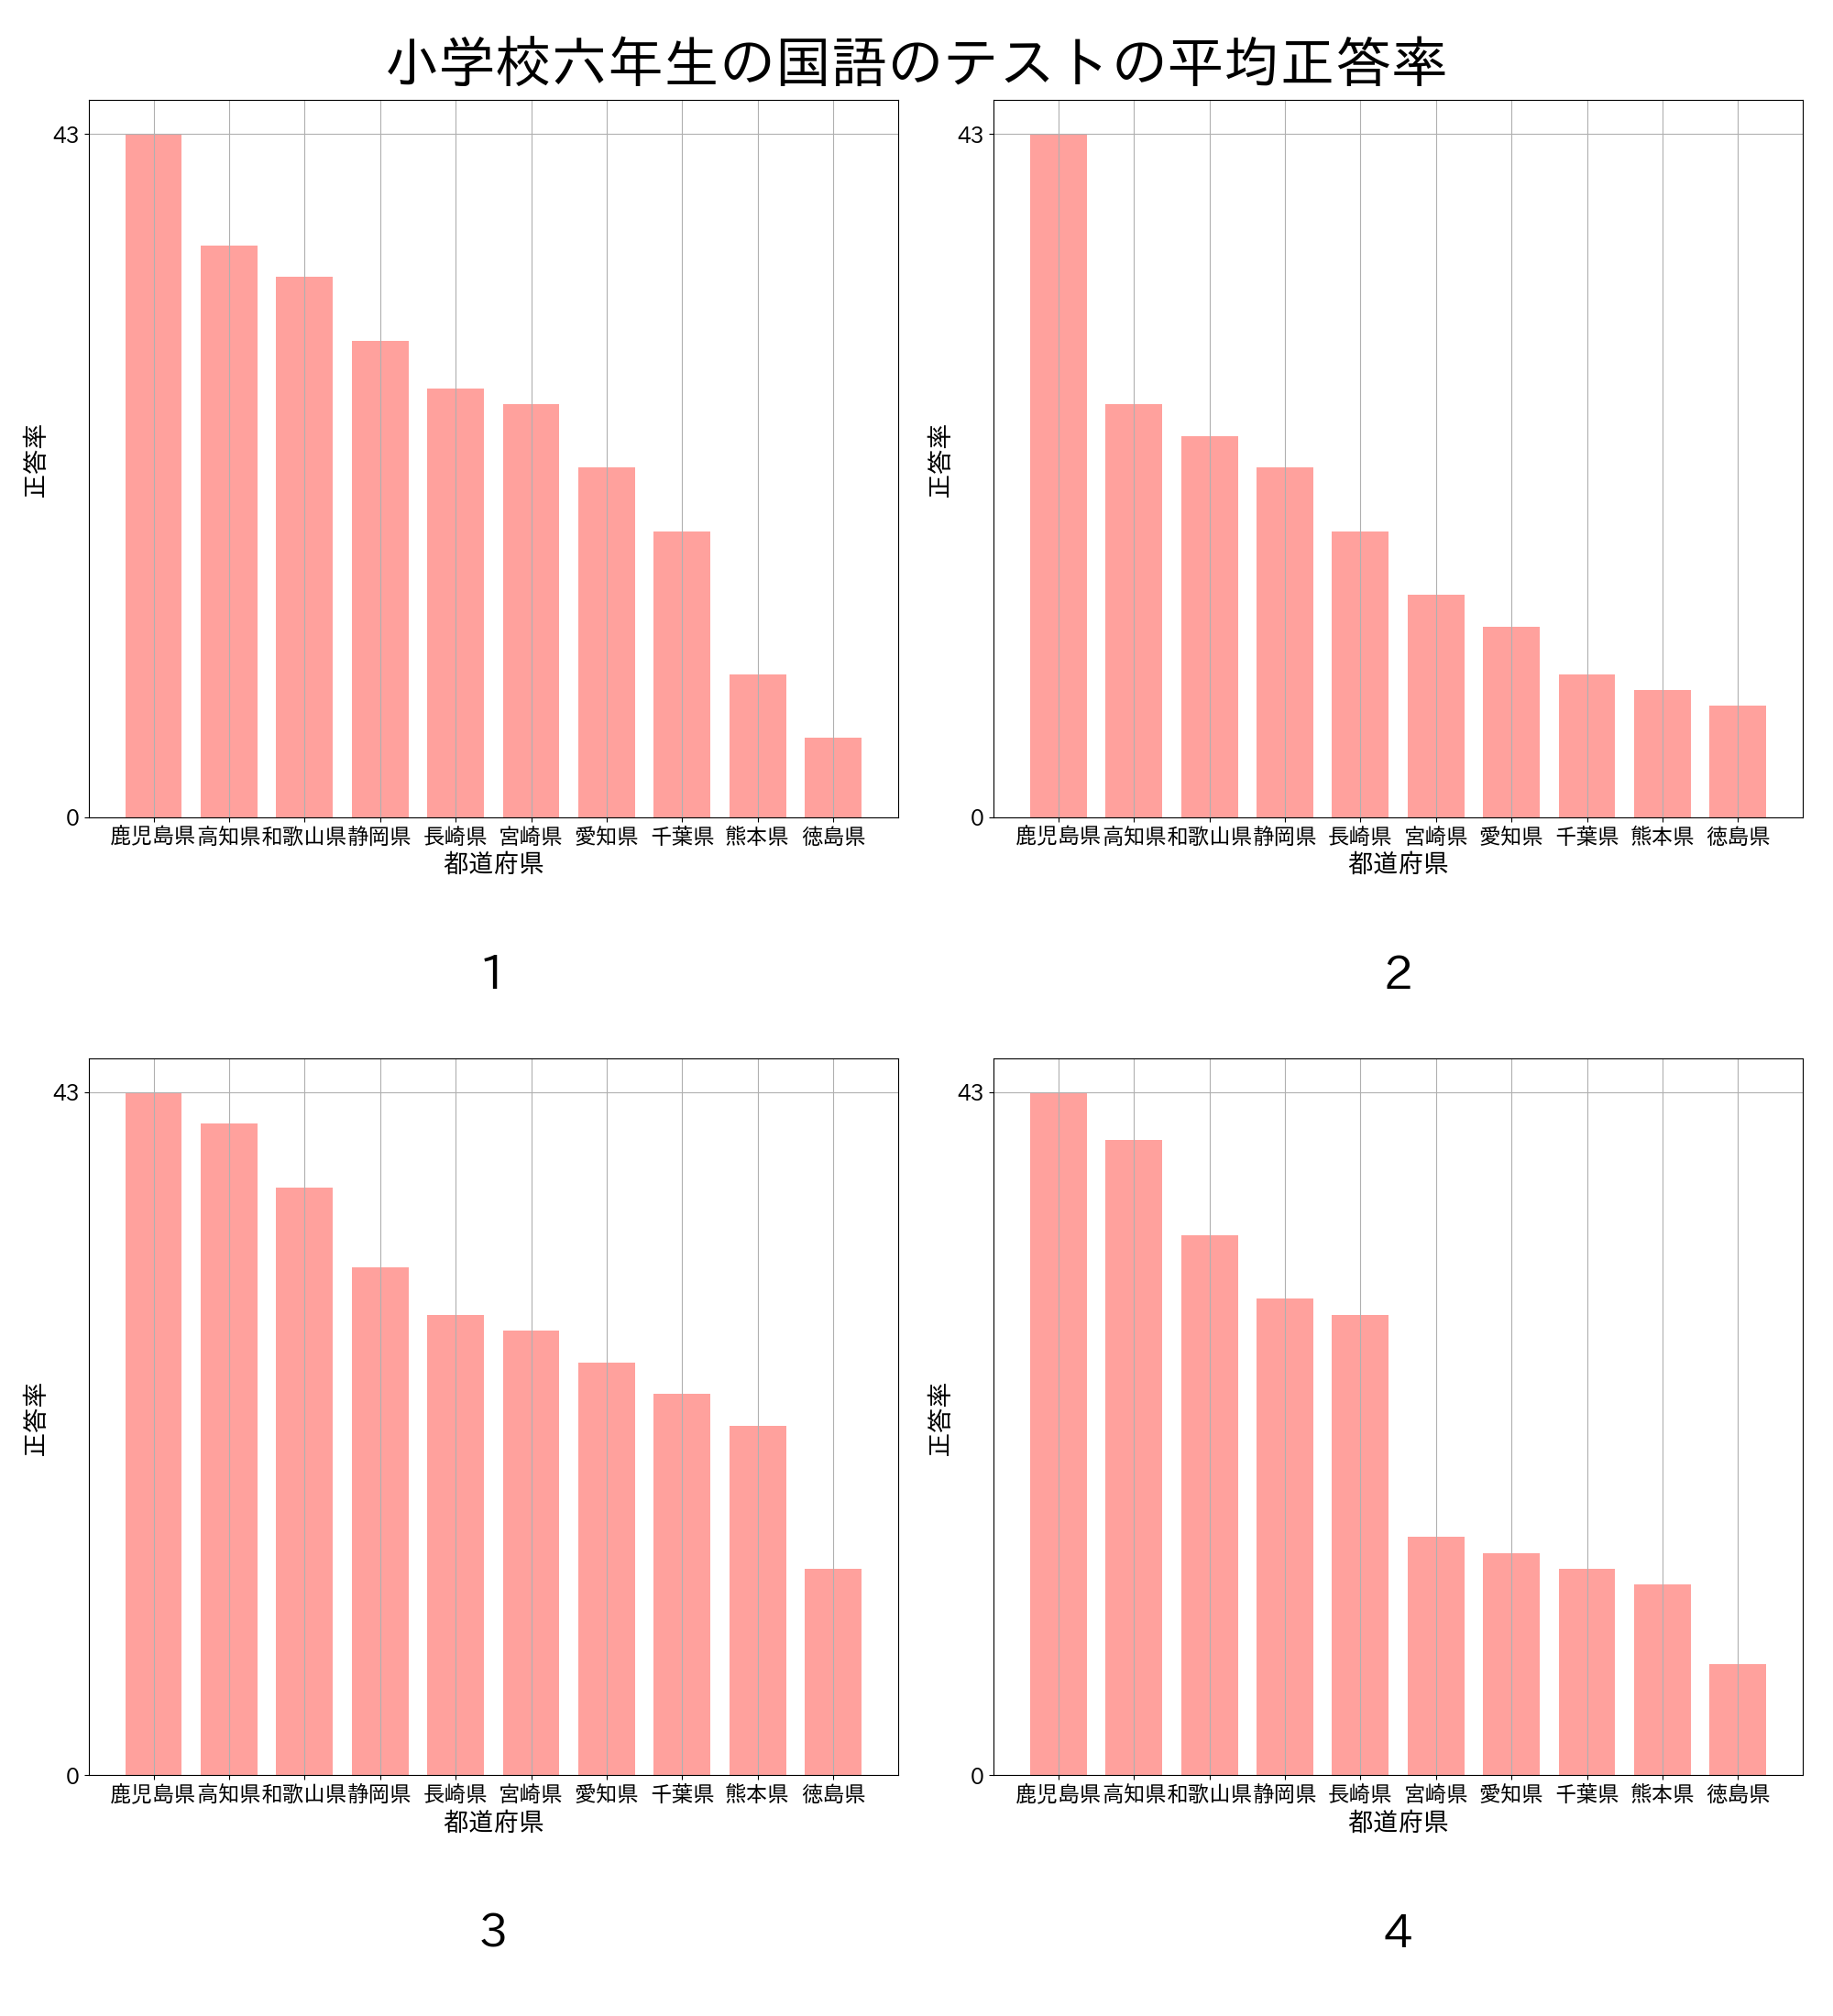 小学校六年生の国語のテストの平均正答率
43
正答率
0
鹿児島県 高知県 和歌山県 静岡県 長崎県 宮崎県 愛知県 千葉県 熊本県 徳島県
都道府県
1
43
正答率
0
鹿児島県 高知県 和歌山県 静岡県 長崎県 宮崎県 愛知県 千葉県 熊本県 徳島県
都道府県
2
43
正答率
0
鹿児島県 高知県 和歌山県 静岡県 長崎県 宮崎県 愛知県 千葉県 熊本県 徳島県
都道府県
3
43
正答率
0
鹿児島県 高知県 和歌山県 静岡県 長崎県 宮崎県 愛知県 千葉県 熊本県 徳島県
都道府県
4